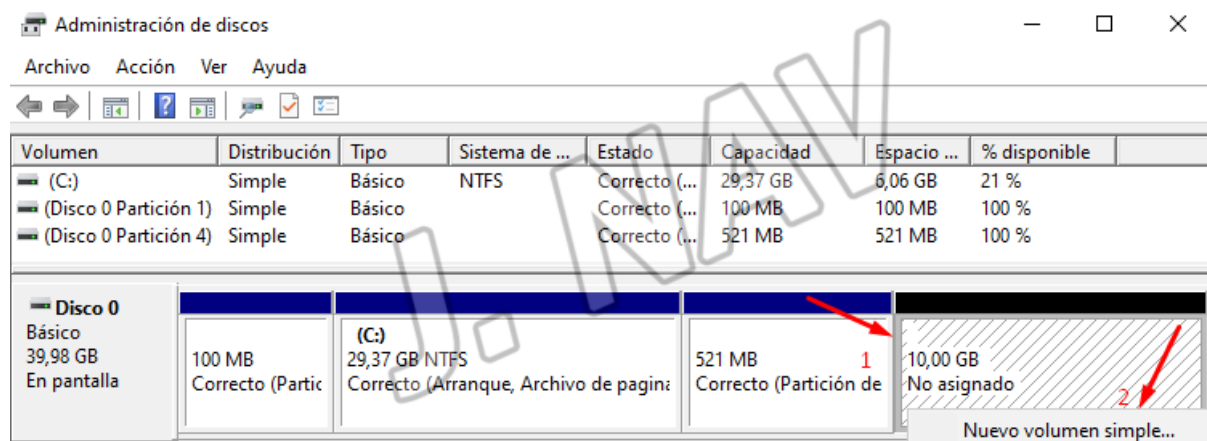 Administración de discos
Archivo Acción Ver Ayuda
Volumen Distribución Tipo Sistema de ... Estado Capacidad Espacio ... % disponible
(C:) Simple Básico NTFS Correcto (... 29,37 GB 6,06 GB 21 %
(Disco 0 Partición 1) Simple Básico Correcto (... 100 MB 100 MB 100 %
(Disco 0 Partición 4) Simple Básico Correcto (... 521 MB 521 MB 100 %
J. NAV
Disco 0
Básico
39,98 GB
En pantalla
100 MB
Correcto (Partic
(C:)
29,37 GB NTFS
Correcto (Arranque, Archivo de pagina
521 MB
Correcto (Partición de
1
10,00 GB
No asignado
2
Nuevo volumen simple...